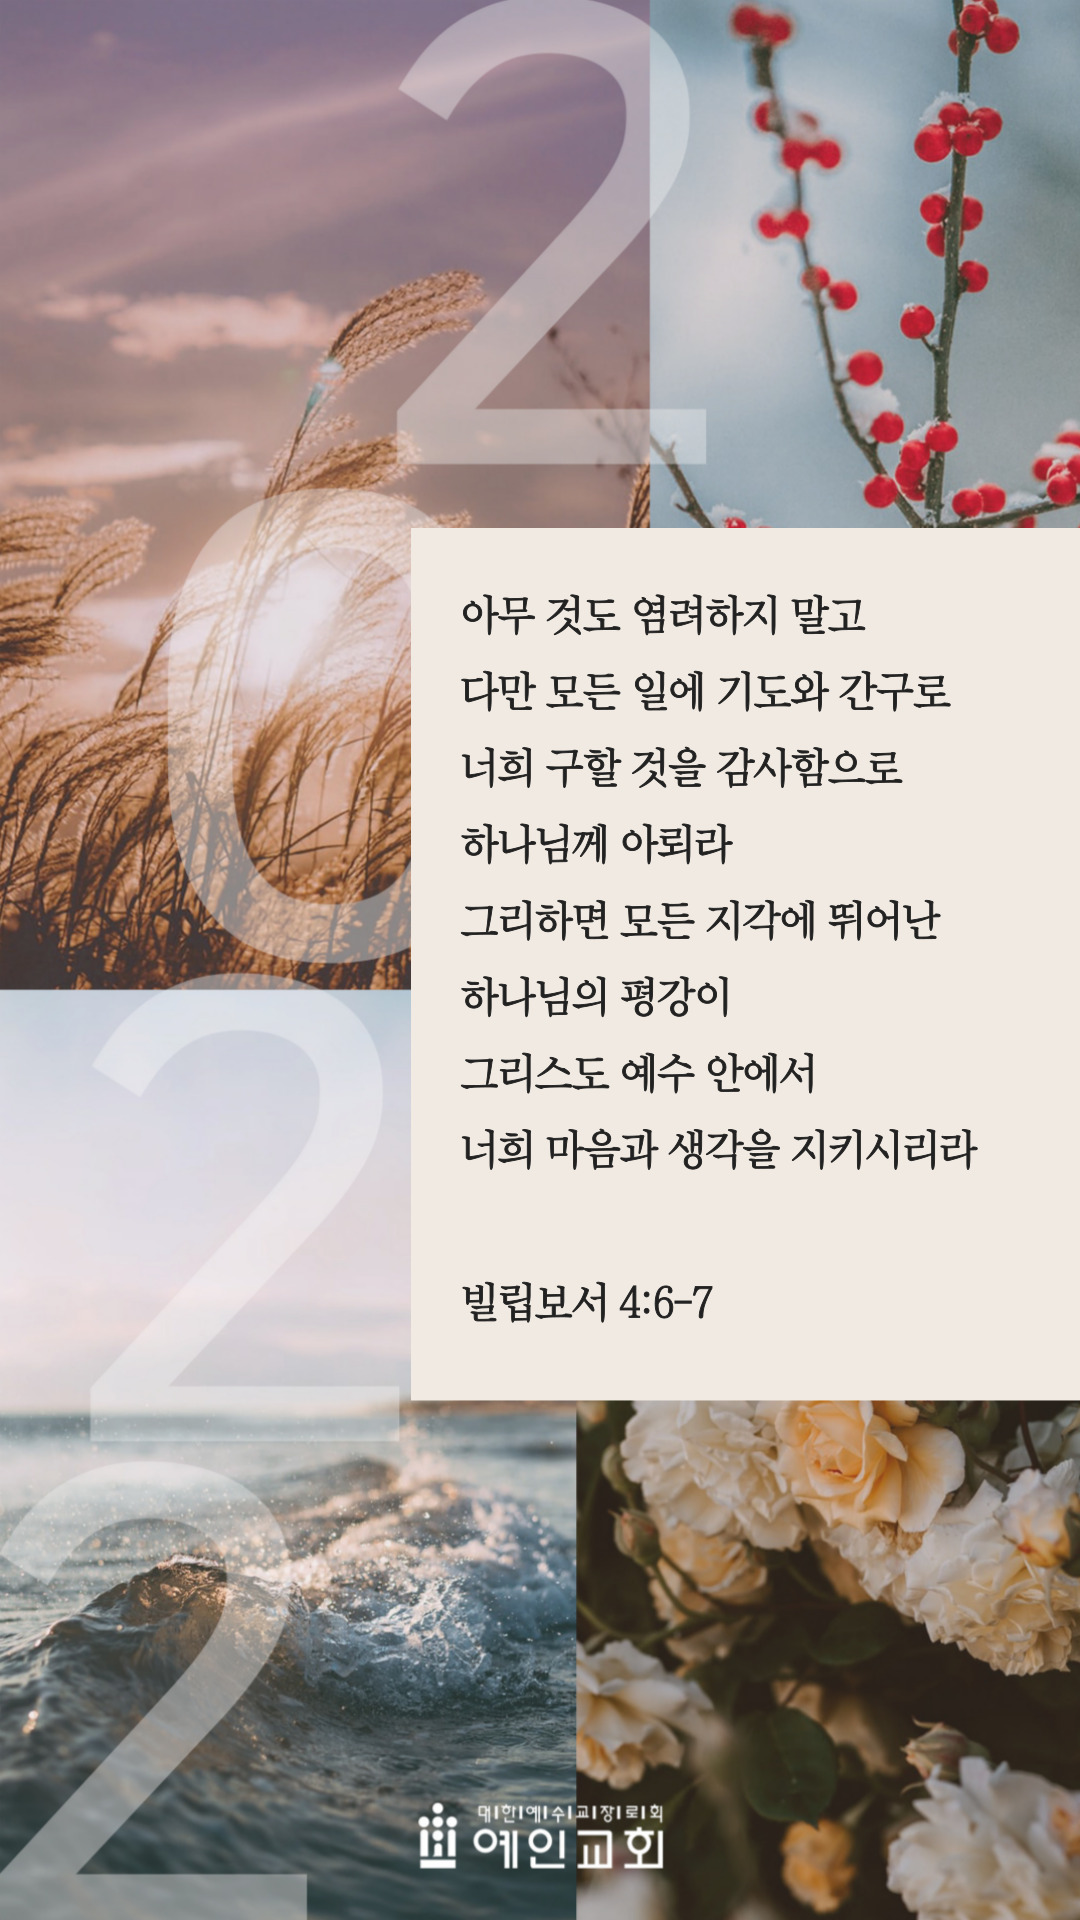 2
0
2
2
아무 것도 염려하지 말고
다만 모든 일에 기도와 간구로
너희 구할 것을 감사함으로
하나님께 아뢰라
그리하면 모든 지각에 뛰어난
하나님의 평강이
그리스도 예수 안에서
너희 마음과 생각을 지키시리라
빌립보서 4:6-7
대|한|예|수|교|장|로|회
예인교회